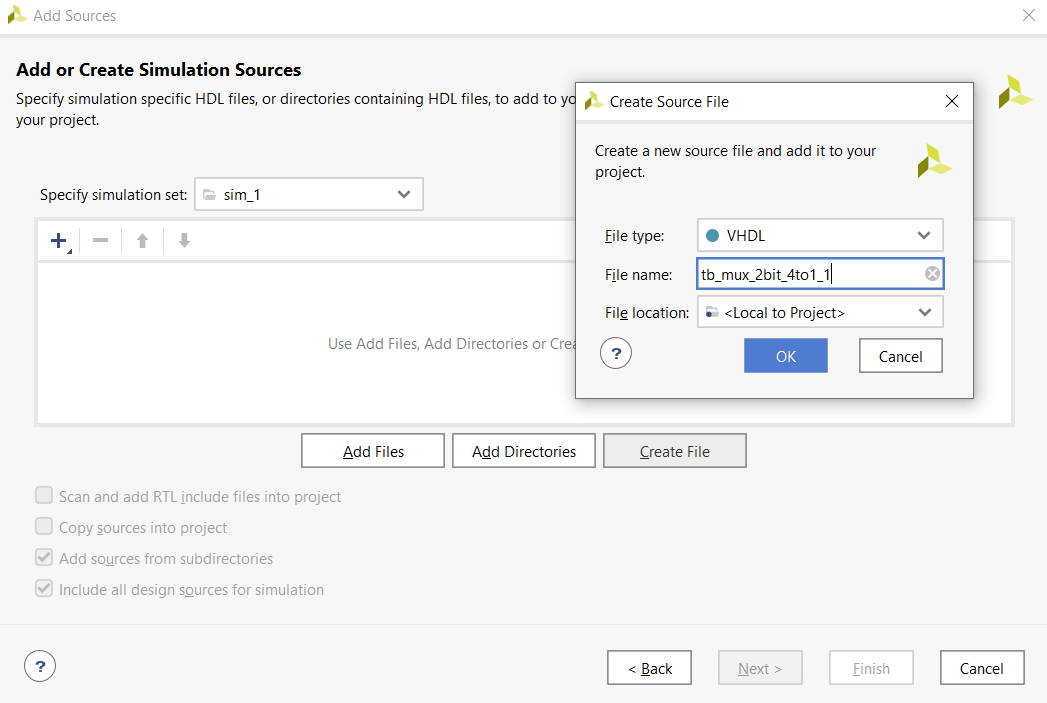 Add Sources
Add or Create Simulation Sources
Specify simulation specific HDL files, or directories containing HDL files, to add to yo
your project.
Specify simulation set:
sim_1
Use Add Files, Add Directories or Crea
Create Source File
Create a new source file and add it to your
project.
File type:
VHDL
File name:
tb_mux_2bit_4to1_1
File location:
<Local to Project>
?
OK
Cancel
Add Files
Add Directories
Create File
Scan and add RTL include files into project
Copy sources into project
Add sources from subdirectories
Include all design sources for simulation
?
< Back
Next >
Finish
Cancel